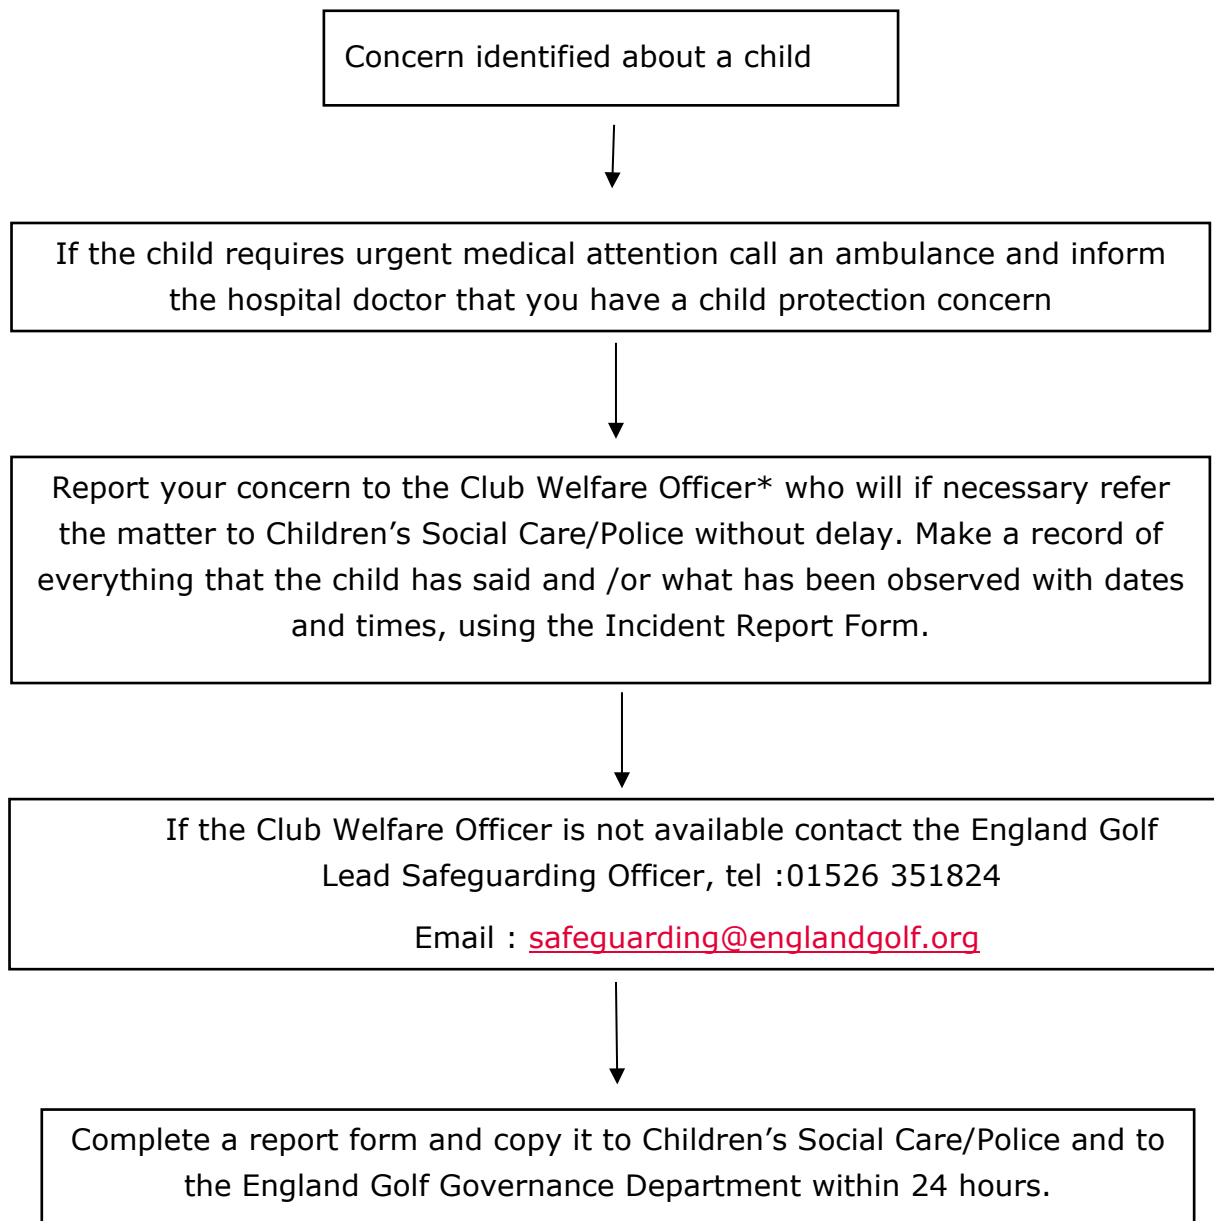 Concern identified about a child
If the child requires urgent medical attention call an ambulance and inform
the hospital doctor that you have a child protection concern
Report your concern to the Club Welfare Officer* who will if necessary refer
the matter to Children’s Social Care/Police without delay. Make a record of
everything that the child has said and /or what has been observed with dates
and times, using the Incident Report Form.
If the Club Welfare Officer is not available contact the England Golf
Lead Safeguarding Officer, tel :01526 351824
Email : safeguarding@englandgolf.org
Complete a report form and copy it to Children’s Social Care/Police and to
the England Golf Governance Department within 24 hours.